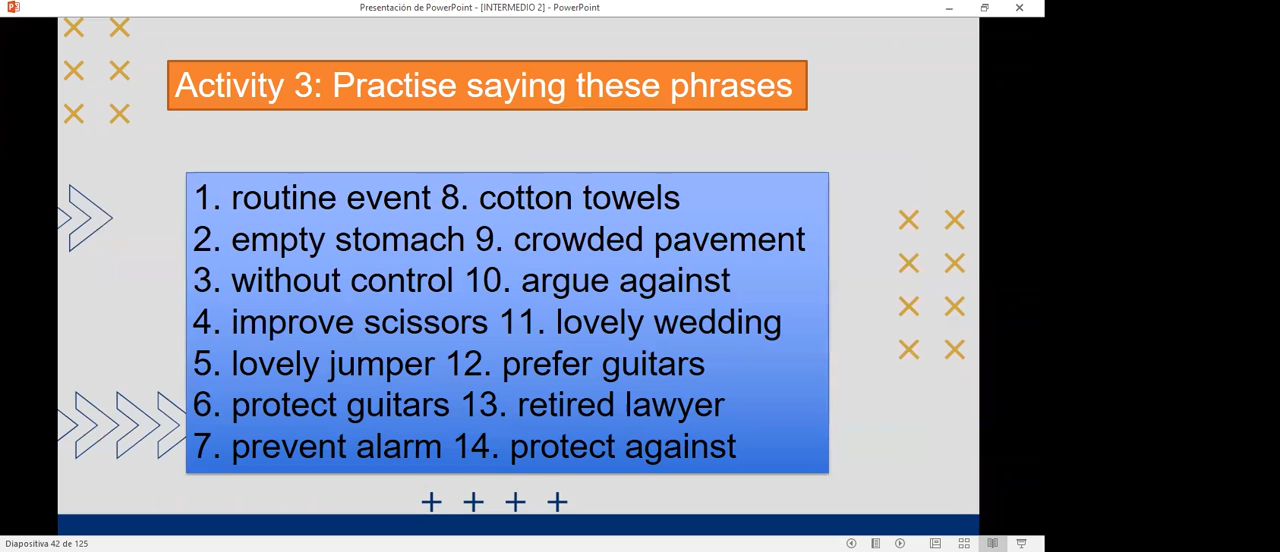 Presentación de PowerPoint - [INTERMEDIO 2] - PowerPoint
Activity 3: Practise saying these phrases
1. routine event 8. cotton towels
2. empty stomach 9. crowded pavement
3. without control 10. argue against
4. improve scissors 11. lovely wedding
5. lovely jumper 12. prefer guitars
6. protect guitars 13. retired lawyer
7. prevent alarm 14. protect against
Diapositiva 42 de 125